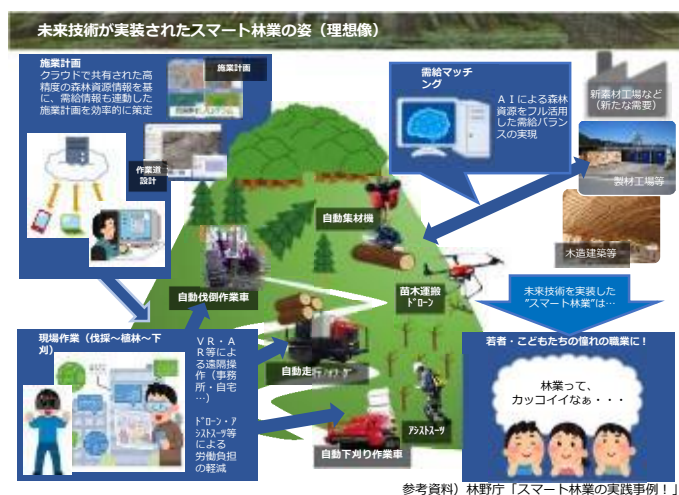 未来技術が実装されたスマート林業の姿（理想像）
施業計画
クラウドで共有された高
精度の森林資源情報を基
に、需給情報も連動した
施業計画を効率的に策定
施業計画
作業道
設計
需給マッチ
ング
ＡＩによる森林
資源をフル活用
した需給バラン
スの実現
新素材工場など
（新たな需要）
製材工場等
木造建築等
自動集材機
自動伐倒作業車
苗木運搬
ﾄﾞﾛｰﾝ
未来技術を実装した
”スマート林業”は…
現場作業（伐採～植林～下
刈）
ＶＲ・Ａ
Ｒ等によ
る遠隔操
作（事務
所・自宅
…）
ﾄﾞﾛｰﾝ・ｱ
ｼｽﾄｽｰﾂ等
による
労働負担
の軽減
自動走行ﾌｫﾜｰﾀﾞ
ｱｼｽﾄｽｰﾂ
自動下刈り作業車
若者・こどもたちの憧れの職業に！
林業って、
カッコイイなぁ・・・
参考資料）林野庁「スマート林業の実践事例！」